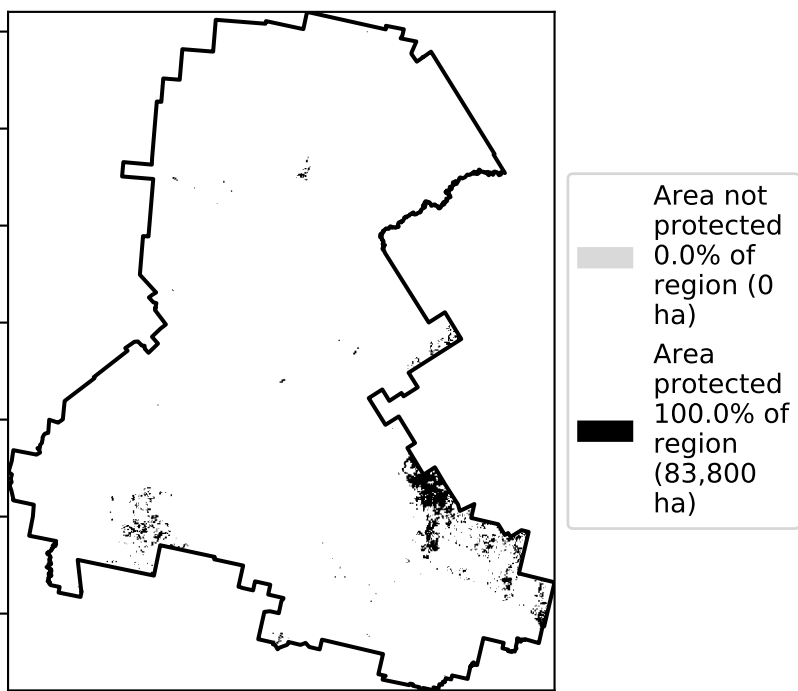 Area not
protected
0.0% of
region (0
ha)
Area
protected
100.0% of
region
(83,800
ha)